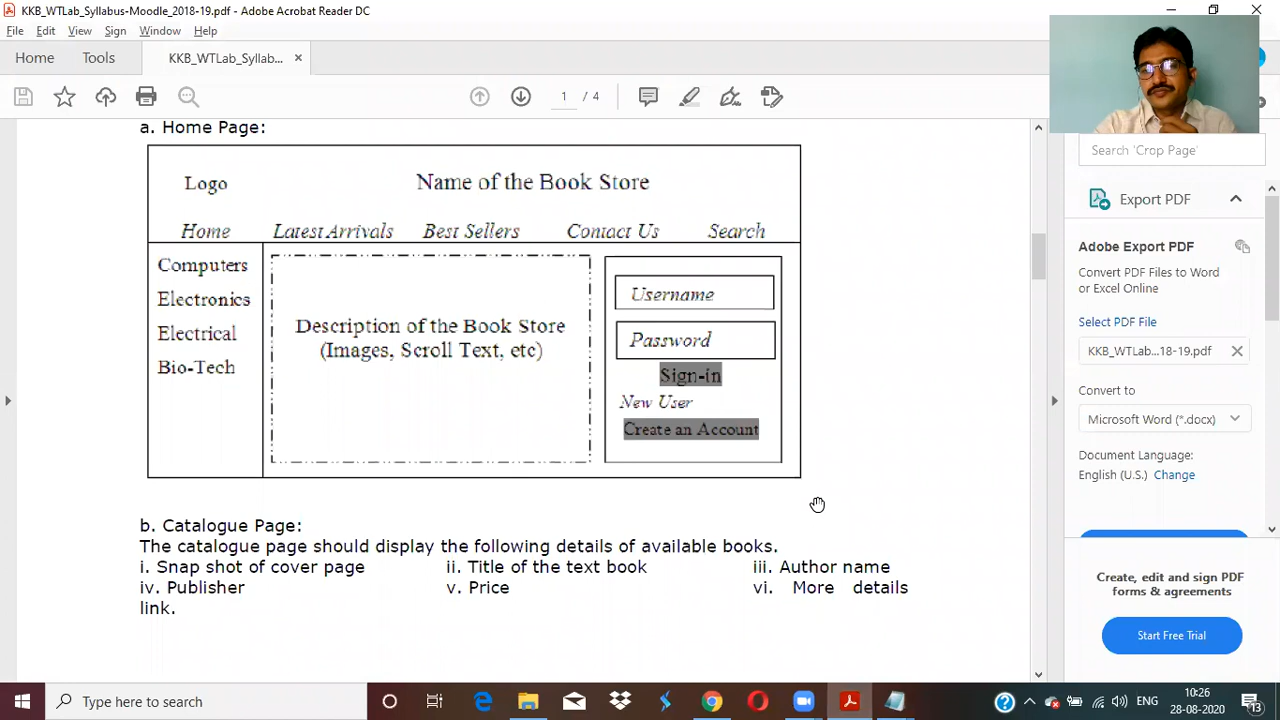 KKB_WTLab_Syllabus-Moodle_2018-19.pdf - Adobe Acrobat Reader DC
File Edit View Sign Window Help
Home Tools KKB_WTLab_Syllab... ×
1 / 4
a. Home Page:
Logo Name of the Book Store
Home Latest Arrivals Best Sellers Contact Us Search
Computers
Electronics
Electrical
Bio-Tech
Description of the Book Store
(Images, Scroll Text, etc)
Username
Password
Sign-in
New User
Create an Account
b. Catalogue Page:
The catalogue page should display the following details of available books.
i. Snap shot of cover page ii. Title of the text book iii. Author name
iv. Publisher v. Price vi. More details
link.
Search 'Crop Page'
Export PDF
Adobe Export PDF
Convert PDF Files to Word
or Excel Online
Select PDF File
KKB_WTLab...18-19.pdf
Convert to
Microsoft Word (*.docx)
Document Language:
English (U.S.) Change
Create, edit and sign PDF
forms & agreements
Start Free Trial
Type here to search
ENG
10:26
28-08-2020
13